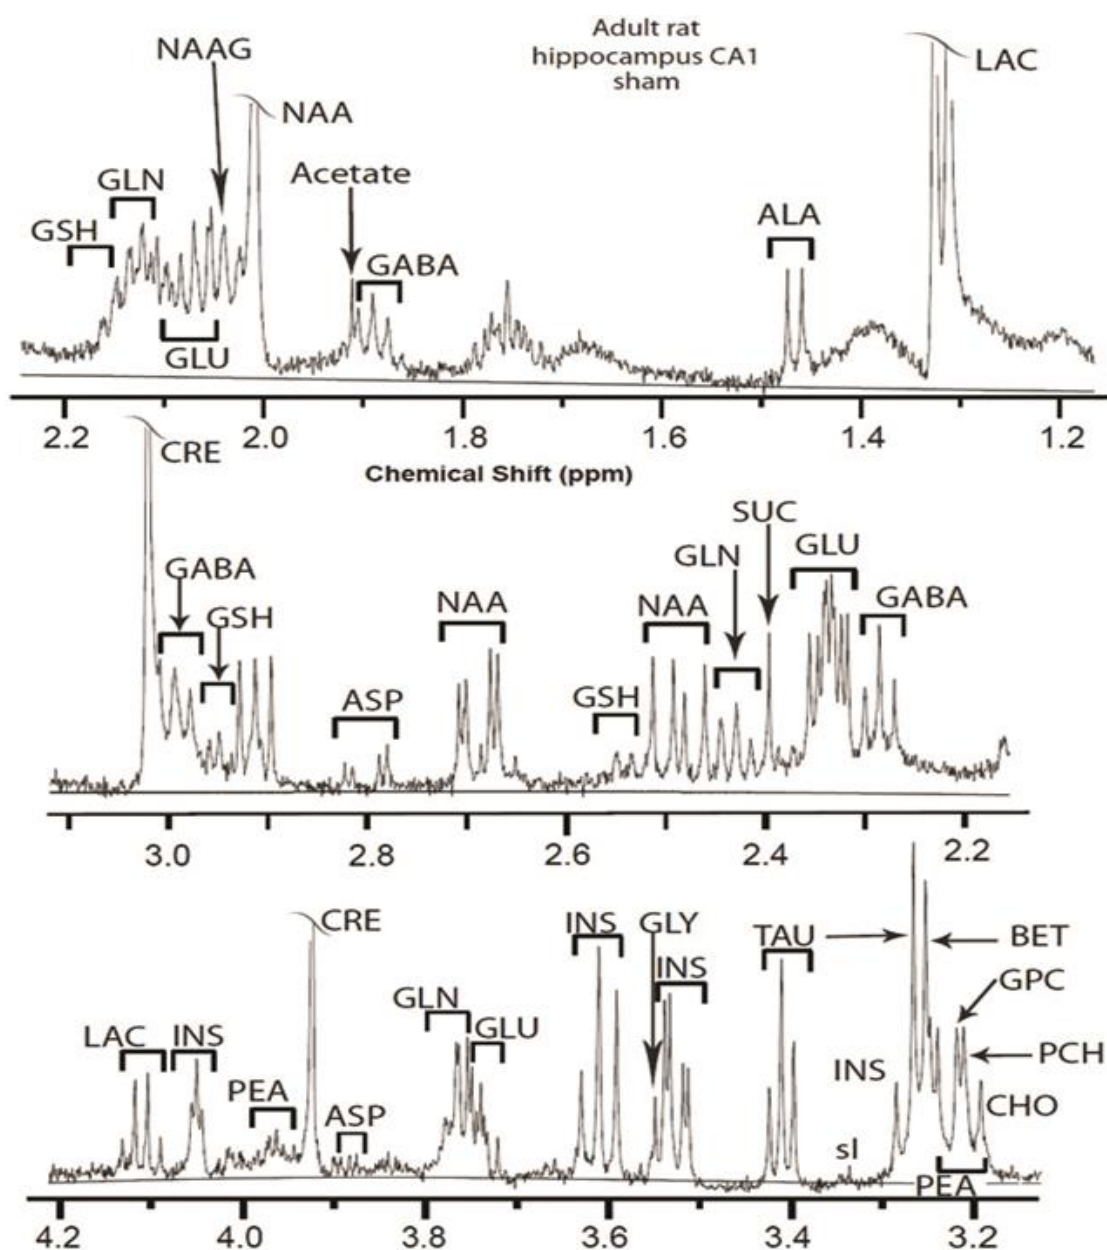 Adult rat
hippocampus CA1
sham
NAAG
NAA
LAC
Acetate
GLN
GSH
ALA
GABA
GLU
2.2 2.0 1.8 1.6 1.4 1.2
Chemical Shift (ppm)
CRE
SUC
GABA
GLN
GLU
GSH
NAA
NAA
GABA
ASP
GSH
3.0 2.8 2.6 2.4 2.2
CRE
INS
GLY
TAU
BET
INS
GPC
GLN
GLU
LAC
INS
PCH
PEA
INS
ASP
CHO
sl
PEA
4.2 4.0 3.8 3.6 3.4 3.2